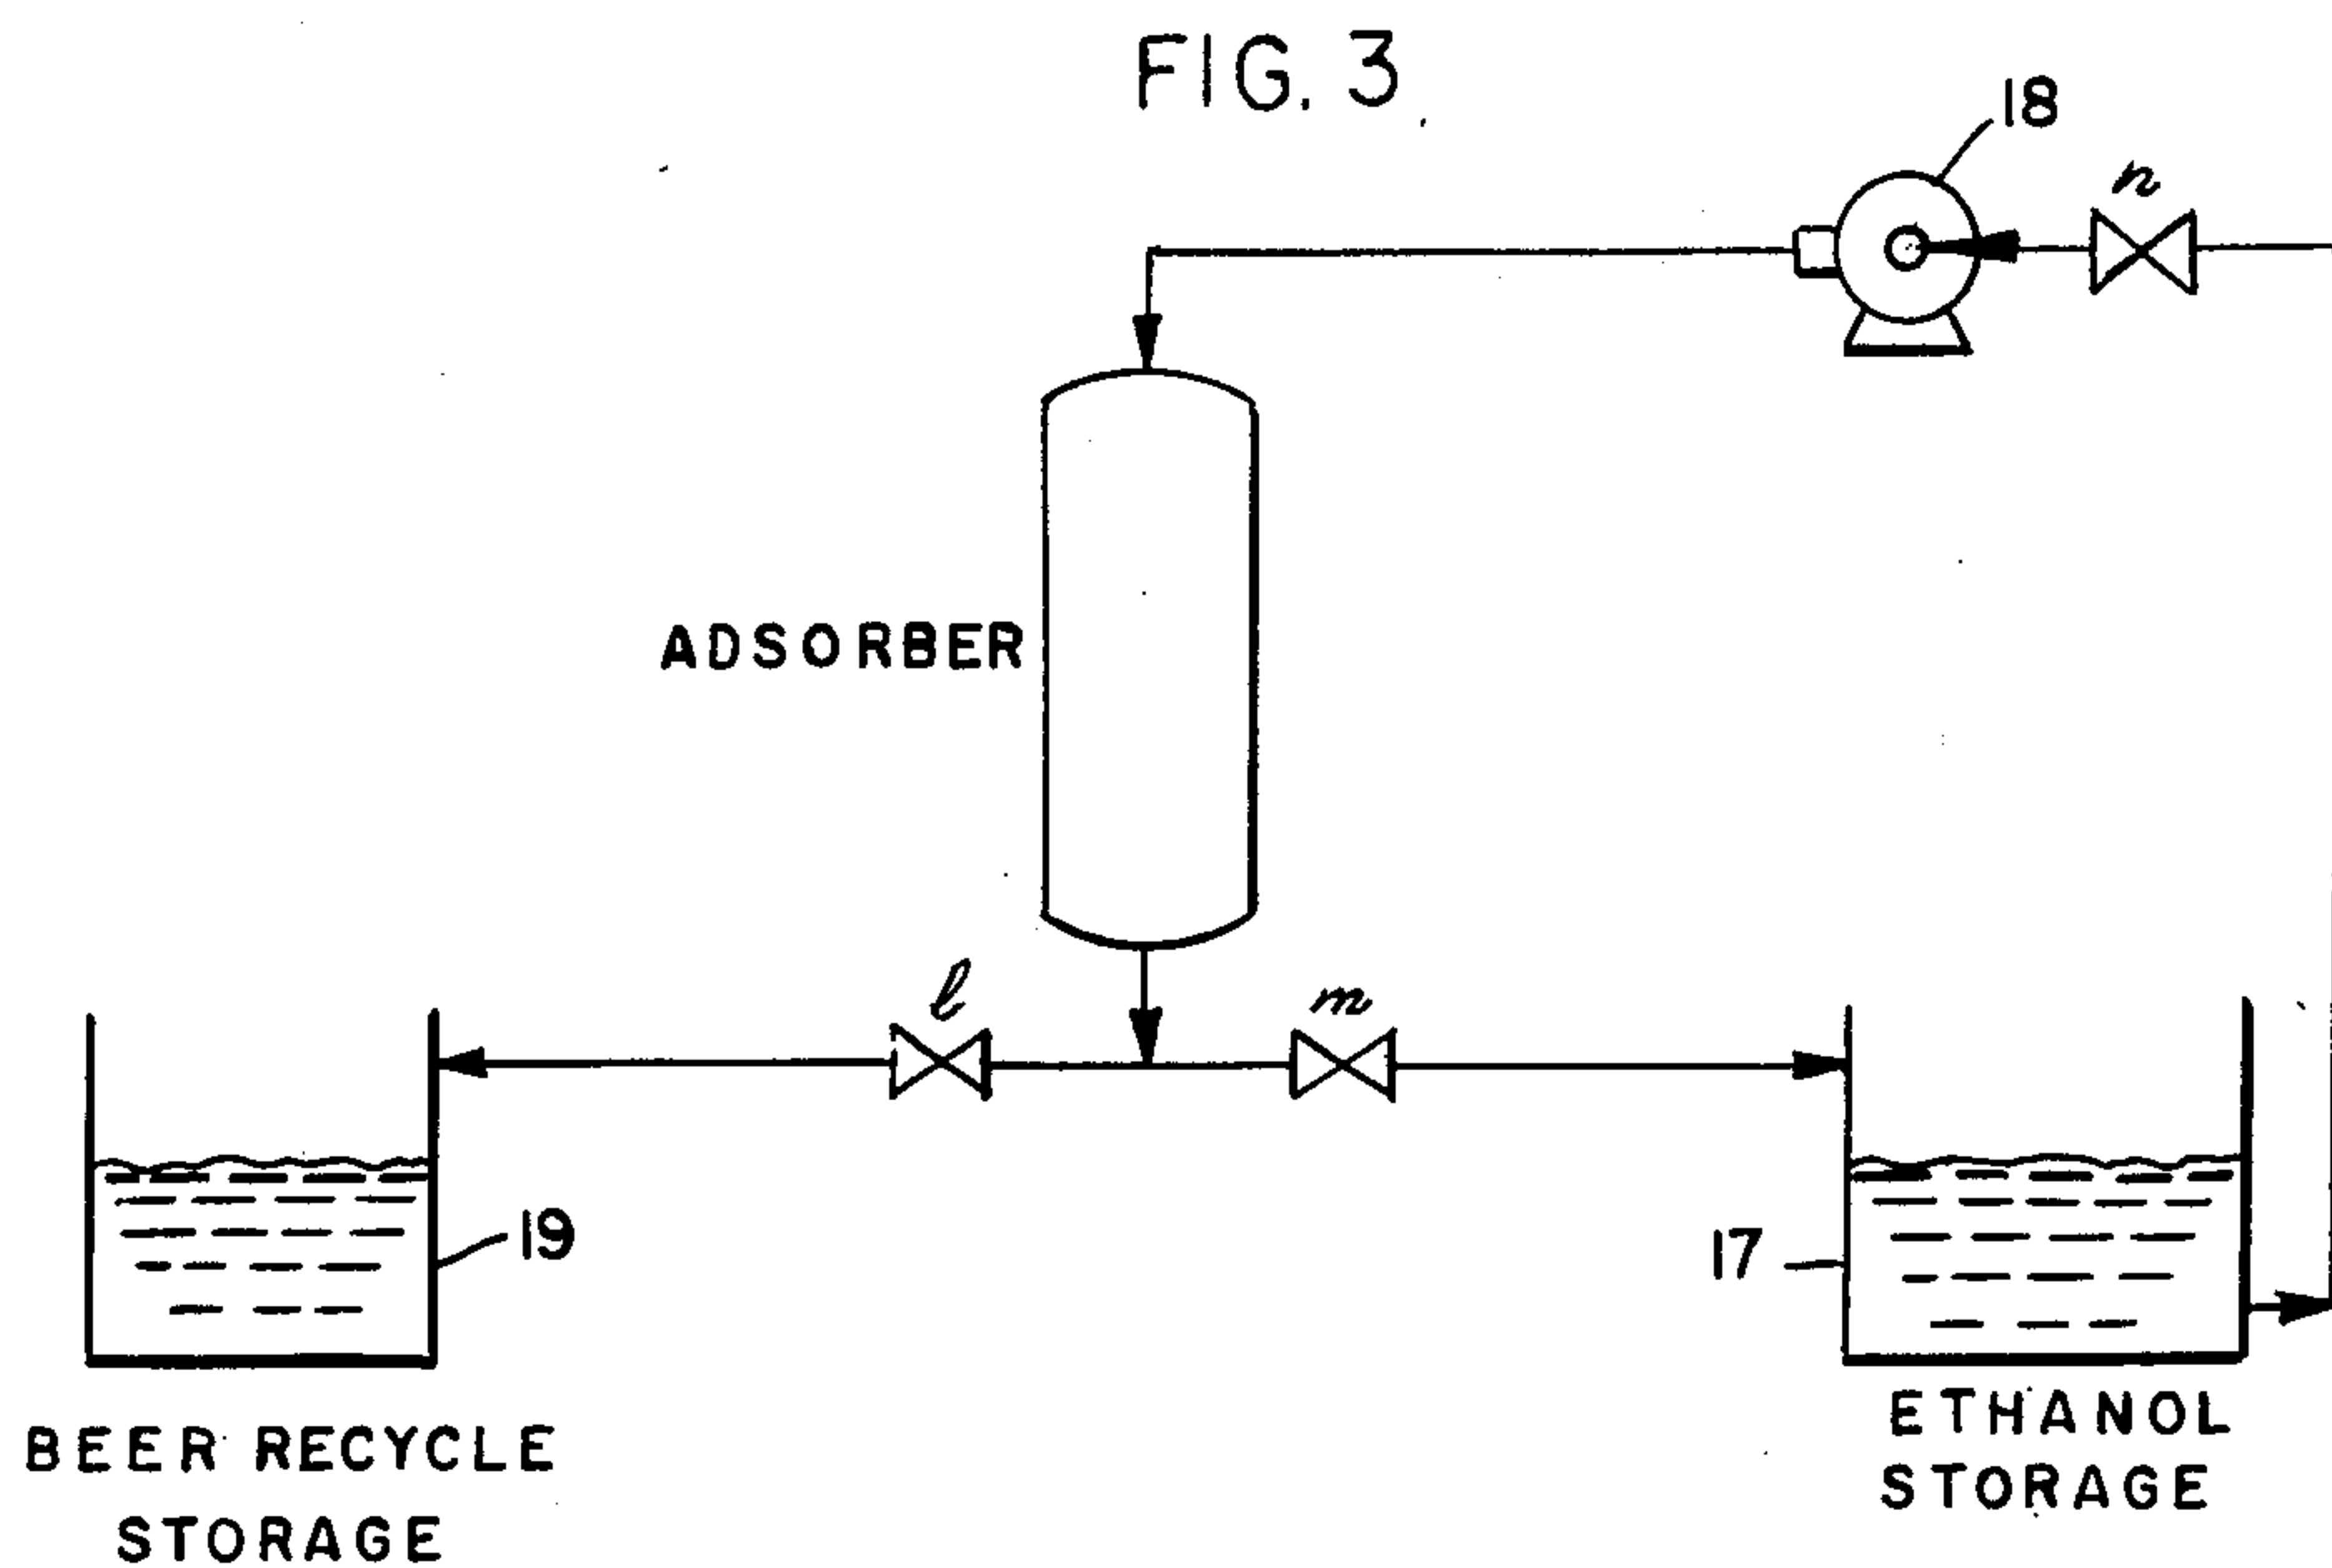 FIG. 3
18
n
ADSORBER
l
m
19
17
BEER RECYCLE
STORAGE
ETHANOL
STORAGE